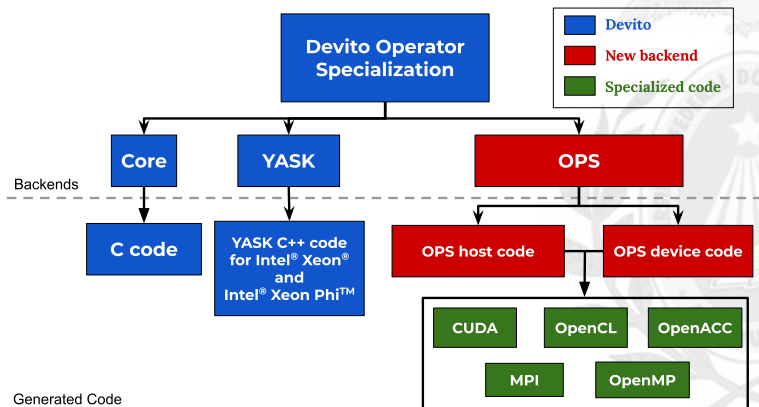 Devito Operator
Specialization
Devito
New backend
Specialized code
Core
YASK
OPS
Backends
C code
YASK C++ code
for Intel® Xeon®
and
Intel® Xeon Phi™
OPS host code
OPS device code
CUDA
OpenCL
OpenACC
MPI
OpenMP
Generated Code